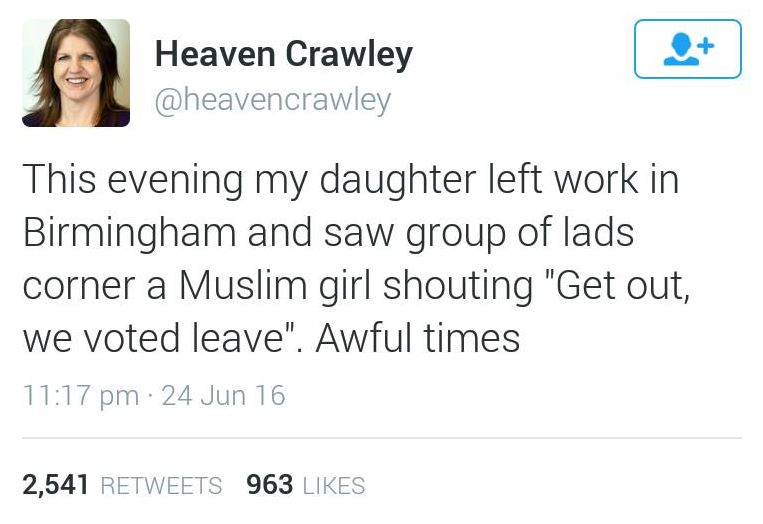 Heaven Crawley
@heavencrawley
This evening my daughter left work in
Birmingham and saw group of lads
corner a Muslim girl shouting "Get out,
we voted leave". Awful times
11:17 pm · 24 Jun 16
2,541 RETWEETS 963 LIKES